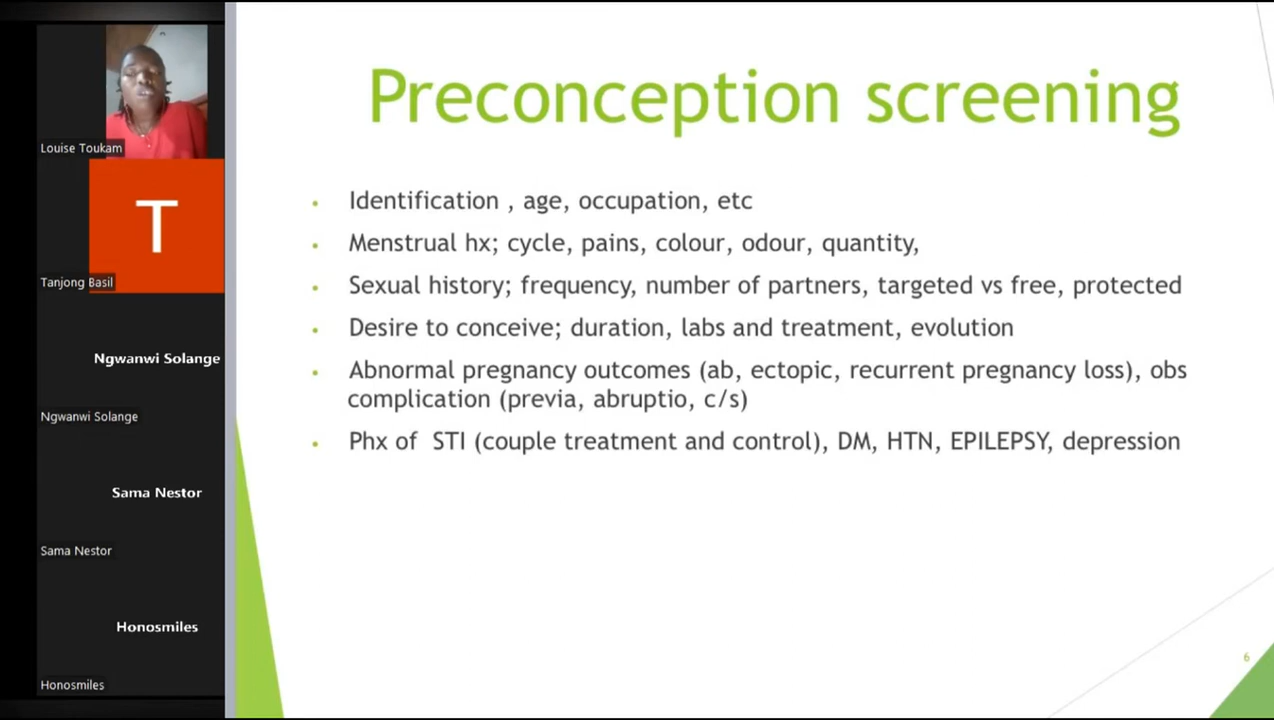 Louise Toukam
T
Tanjong Basil
Ngwanwi Solange
Ngwanwi Solange
Sama Nestor
Sama Nestor
Honosmiles
Honosmiles
Preconception screening
• Identification , age, occupation, etc
• Menstrual hx; cycle, pains, colour, odour, quantity,
• Sexual history; frequency, number of partners, targeted vs free, protected
• Desire to conceive; duration, labs and treatment, evolution
• Abnormal pregnancy outcomes (ab, ectopic, recurrent pregnancy loss), obs
complication (previa, abruptio, c/s)
• Phx of STI (couple treatment and control), DM, HTN, EPILEPSY, depression
6